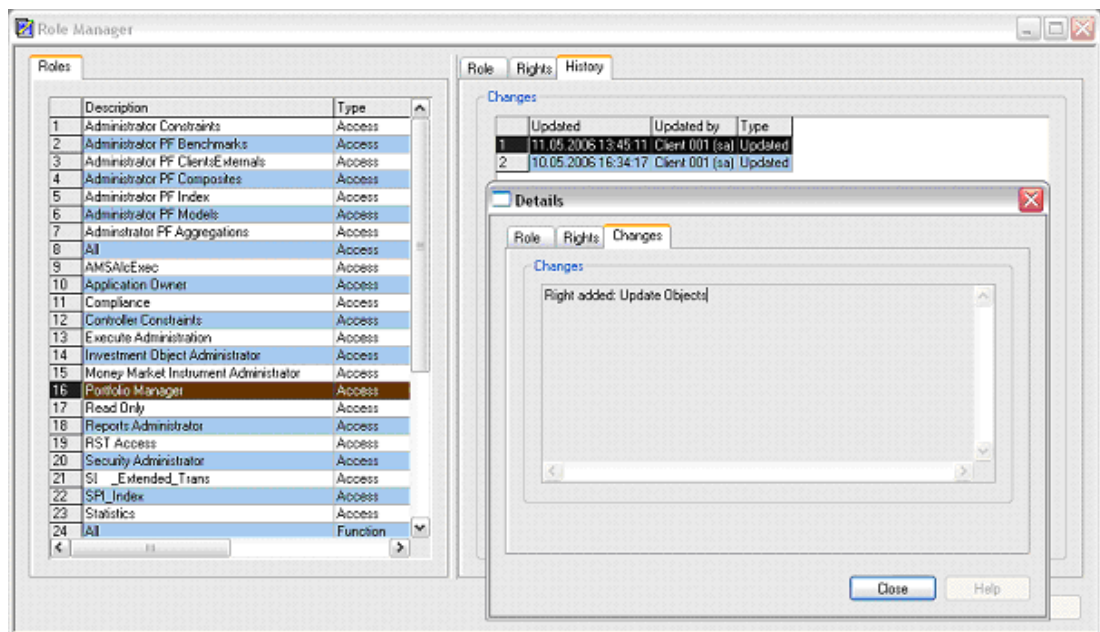 Role Manager
Roles
Description Type
1 Administrator Constraints Access
2 Administrator PF Benchmarks Access
3 Administrator PF ClientsExternals Access
4 Administrator PF Composites Access
5 Administrator PF Index Access
6 Administrator PF Models Access
7 Adminstrator PF Aggregations Access
8 All Access
9 AMSAlcExec Access
10 Application Owner Access
11 Compliance Access
12 Controller Constraints Access
13 Execute Administration Access
14 Investment Object Administrator Access
15 Money Market Instrument Administrator Access
16 Portfolio Manager Access
17 Read Only Access
18 Reports Administrator Access
19 RST Access Access
20 Security Administrator Access
21 SI _Extended_Trans Access
22 SPI_Index Access
23 Statistics Access
24 All Function
Role Rights History
Changes
Updated Updated by Type
1 11.05.2006 13:45:11 Client 001 (sa) Updated
2 10.05.2006 16:34:17 Client 001 (sa) Updated
Details
Role Rights Changes
Changes
Right added: Update Objects
Close Help